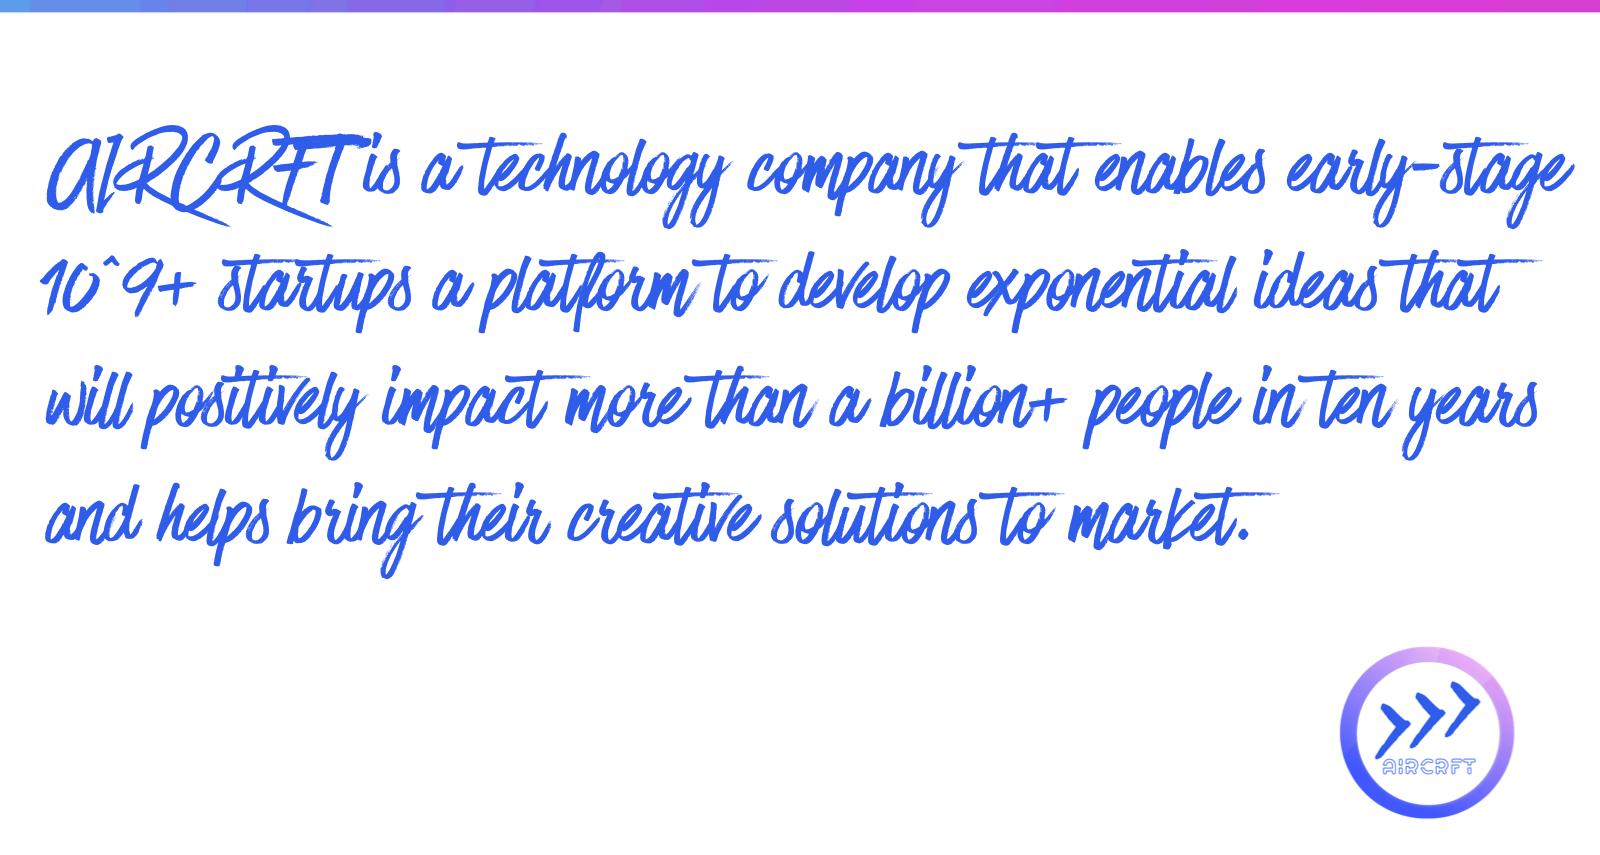 AIRCRFT is a technology company that enables early-stage
10^9+ startups a platform to develop exponential ideas that
will positively impact more than a billion+ people in ten years
and helps bring their creative solutions to market.
AIRCRFT